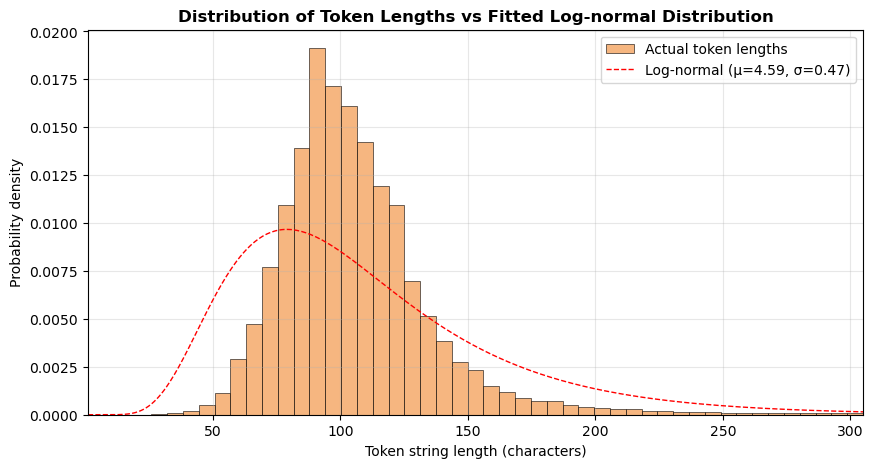 Distribution of Token Lengths vs Fitted Log-normal Distribution
Actual token lengths
Log-normal (μ=4.59, σ=0.47)
Probability density
0.0200
0.0175
0.0150
0.0125
0.0100
0.0075
0.0050
0.0025
0.0000
50 100 150 200 250 300
Token string length (characters)